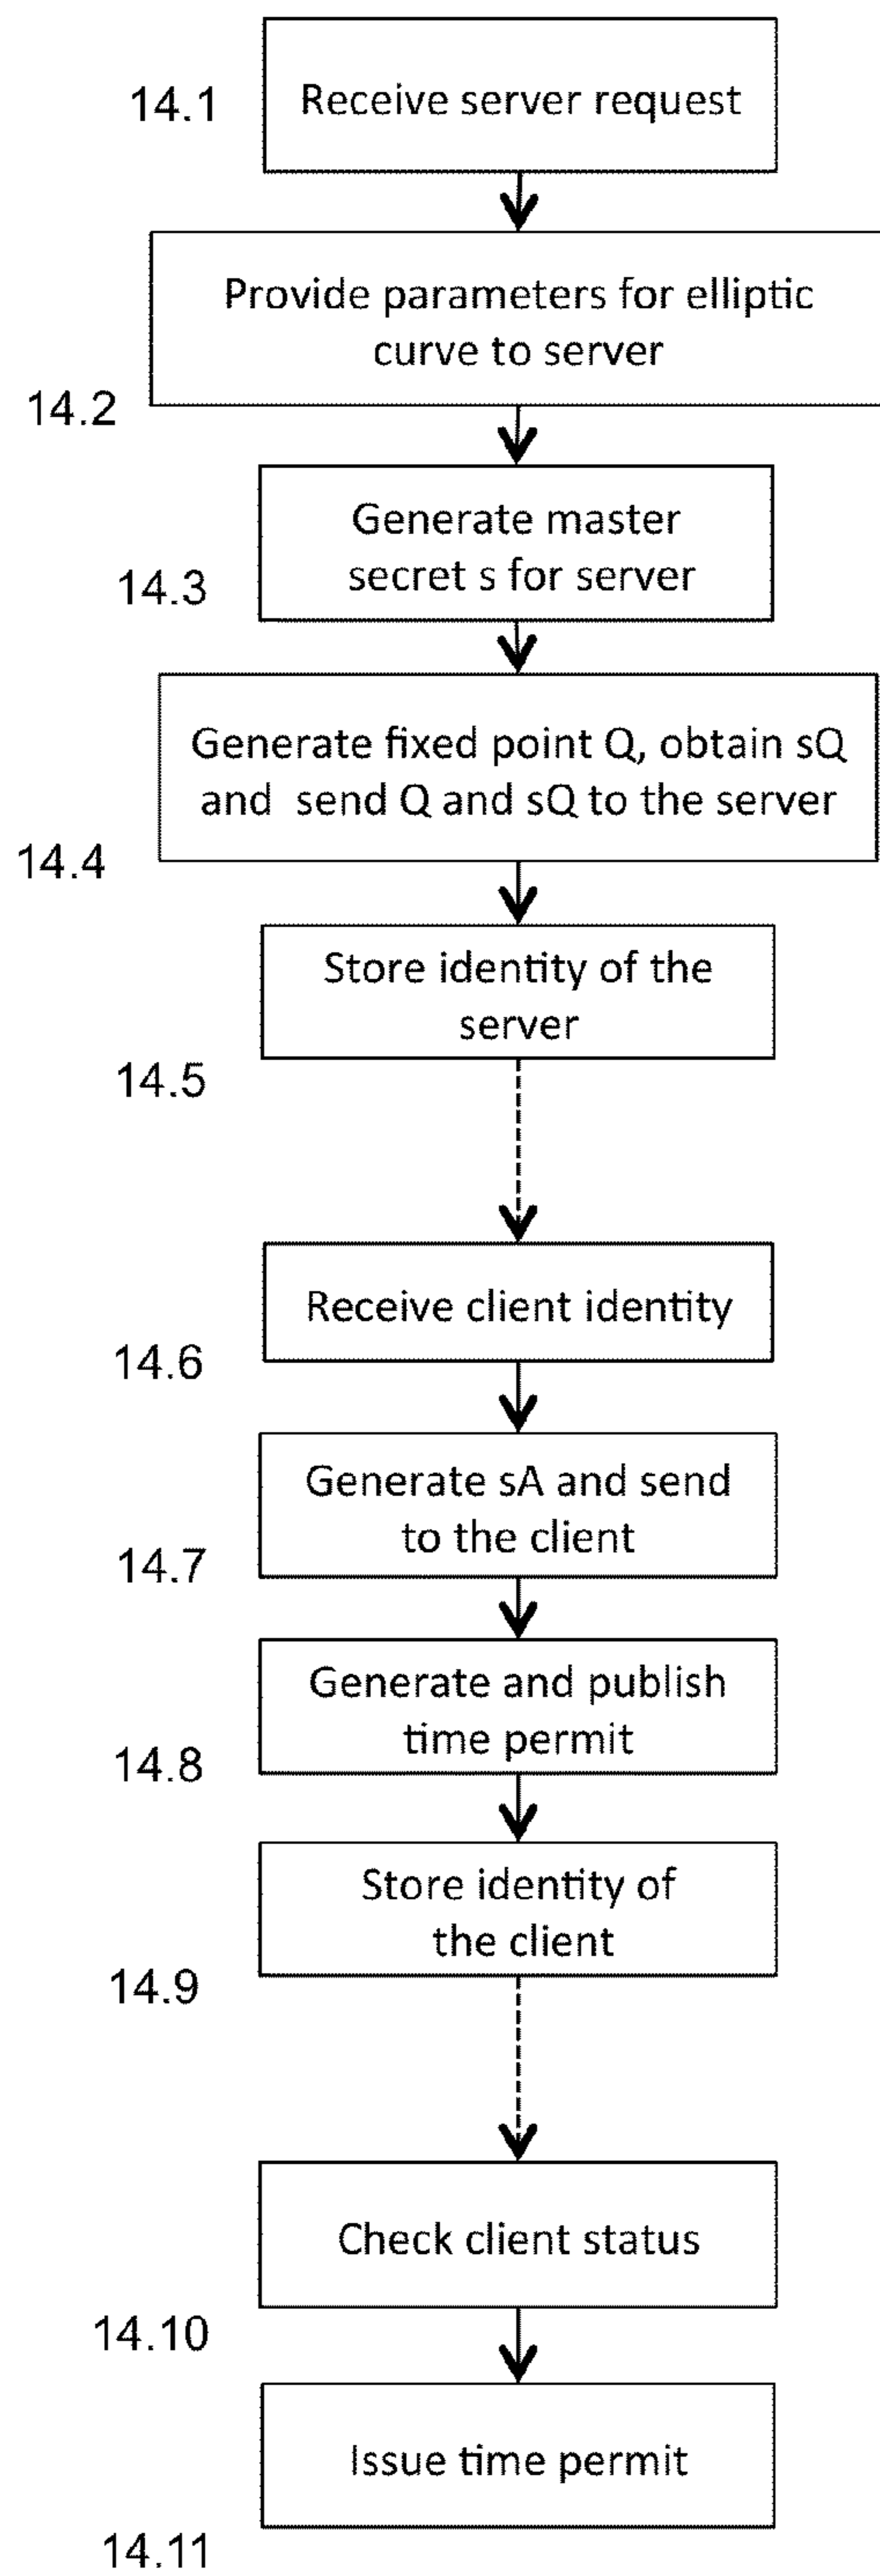 14.1
Receive server request
Provide parameters for elliptic
curve to server
14.2
Generate master
secret s for server
14.3
Generate fixed point Q, obtain sQ
and send Q and sQ to the server
14.4
Store identity of the
server
14.5
Receive client identity
14.6
Generate sA and send
to the client
14.7
Generate and publish
time permit
14.8
Store identity of
the client
14.9
Check client status
14.10
Issue time permit
14.11